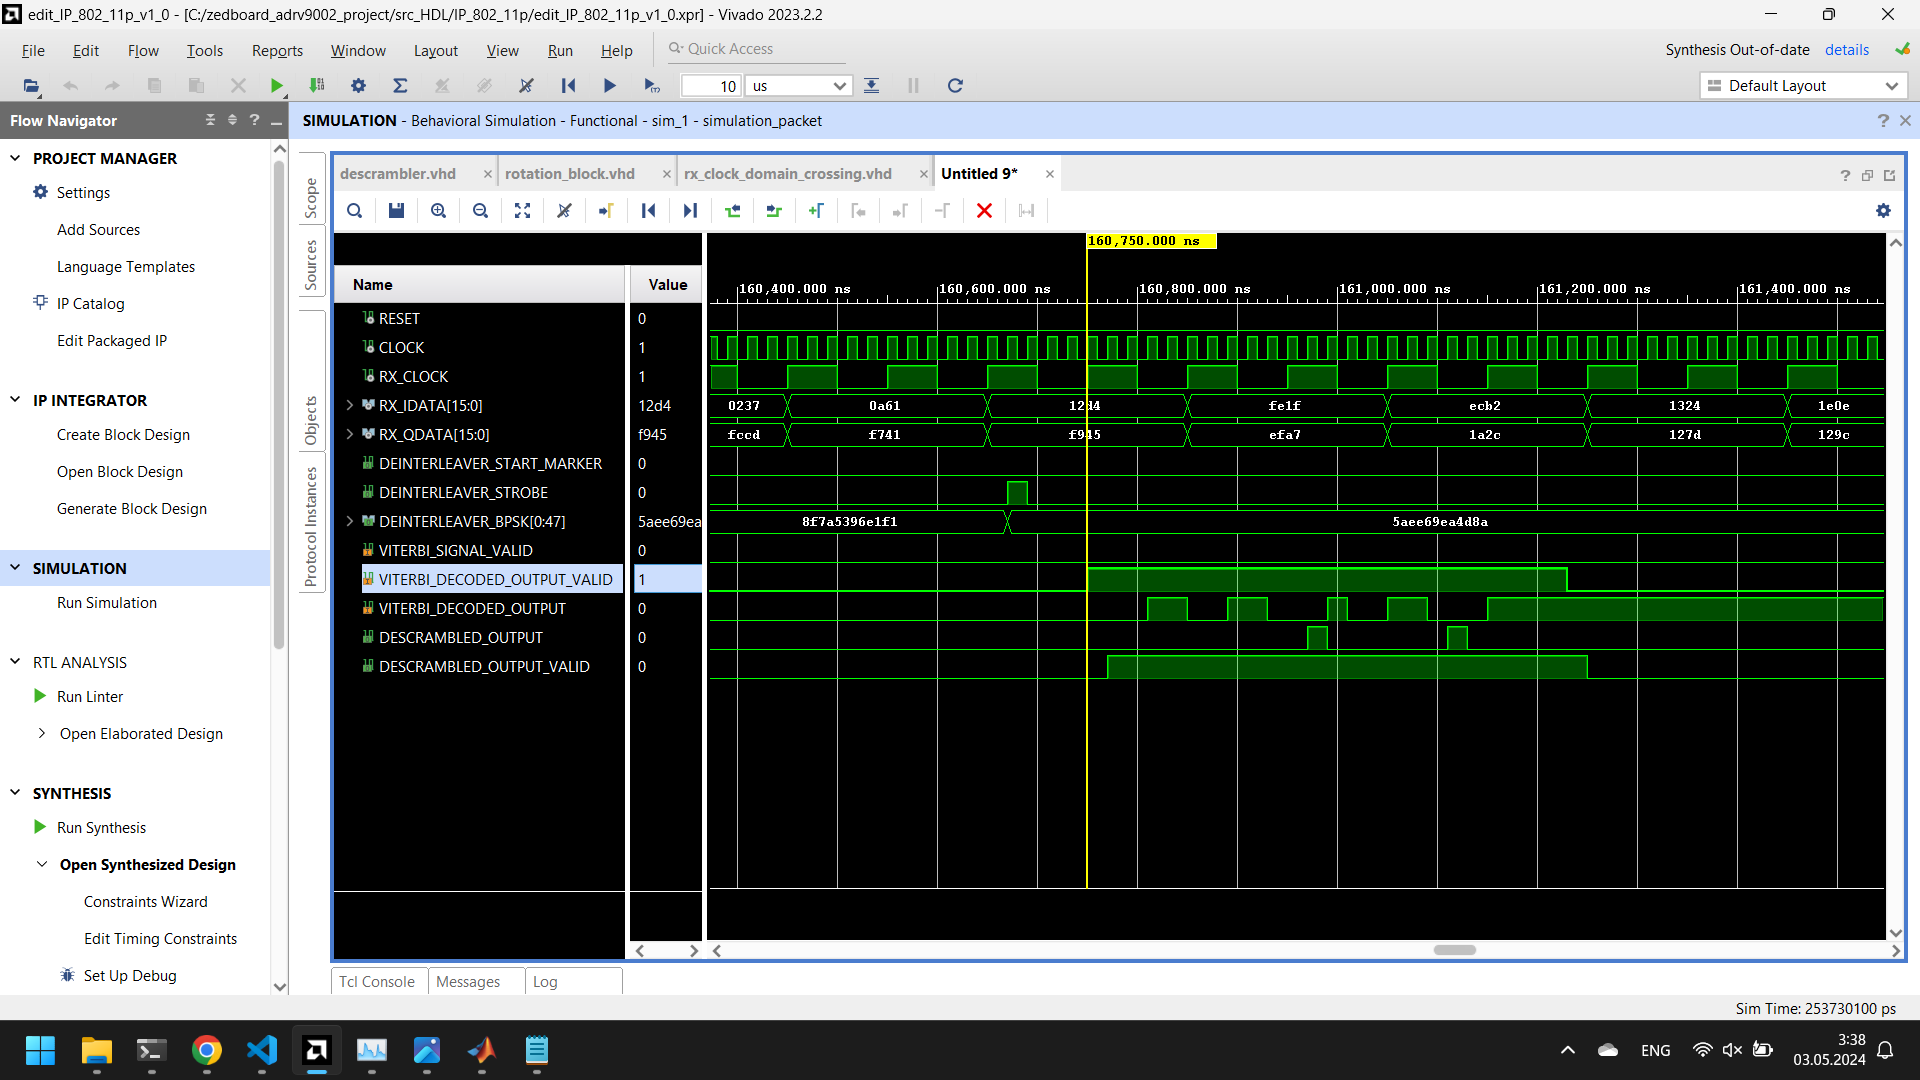 edit_IP_802_11p_v1_0 - [C:/zedboard_adrv9002_project/src_HDL/IP_802_11p/edit_IP_802_11p_v1_0.xpr] - Vivado 2023.2.2
File Edit Flow Tools Reports Window Layout View Run Help Quick Access
Synthesis Out-of-date details
10 us
Default Layout
Flow Navigator
SIMULATION - Behavioral Simulation - Functional - sim_1 - simulation_packet
PROJECT MANAGER
Settings
Add Sources
Language Templates
IP Catalog
Edit Packaged IP
IP INTEGRATOR
Create Block Design
Open Block Design
Generate Block Design
SIMULATION
Run Simulation
RTL ANALYSIS
Run Linter
Open Elaborated Design
SYNTHESIS
Run Synthesis
Open Synthesized Design
Constraints Wizard
Edit Timing Constraints
Set Up Debug
Scope
Sources
Objects
Protocol Instances
descrambler.vhd rotation_block.vhd rx_clock_domain_crossing.vhd Untitled 9*
160,750.000 ns
Name Value
160,400.000 ns 160,600.000 ns 160,800.000 ns 161,000.000 ns 161,200.000 ns 161,400.000 ns
RESET 0
CLOCK 1
RX_CLOCK 1
RX_IDATA[15:0] 12d4 0237 0a61 12d4 fe1f ecb2 1324 1e0e
RX_QDATA[15:0] f945 fccd f741 f945 efa7 1a2c 127d 129c
DEINTERLEAVER_START_MARKER 0
DEINTERLEAVER_STROBE 0
DEINTERLEAVER_BPSK[0:47] 5aee69ea 8f7a5396e1f1 5aee69ea4d8a
VITERBI_SIGNAL_VALID 0
VITERBI_DECODED_OUTPUT_VALID 1
VITERBI_DECODED_OUTPUT 0
DESCRAMBLED_OUTPUT 0
DESCRAMBLED_OUTPUT_VALID 0
Tcl Console Messages Log
Sim Time: 253730100 ps
ENG
3:38
03.05.2024